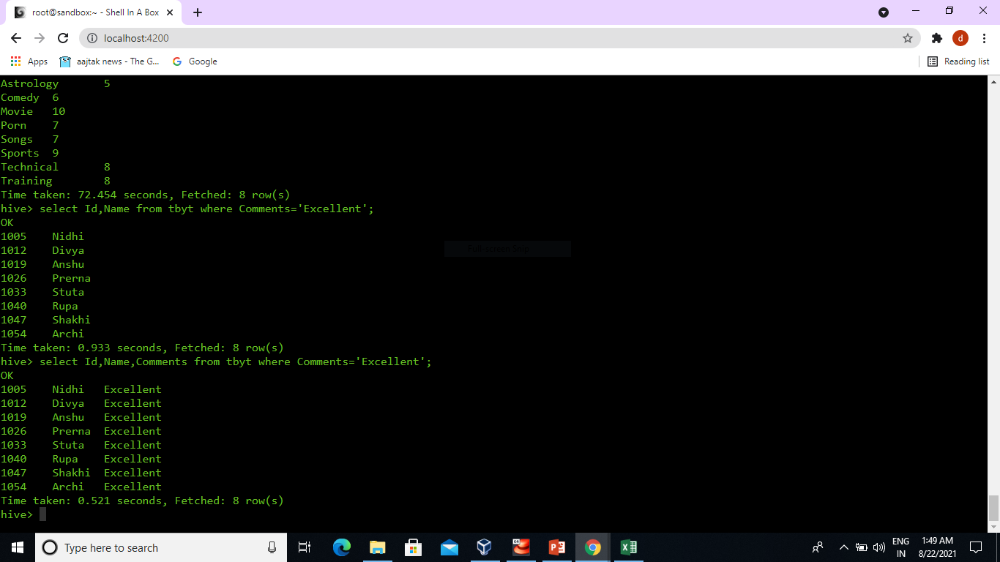 root@sandbox:~ - Shell In A Box
localhost:4200
d
Apps
aajtak news - The G...
Google
Reading list
Astrology 5
Comedy 6
Movie 10
Porn 7
Songs 7
Sports 9
Technical 8
Training 8
Time taken: 72.454 seconds, Fetched: 8 row(s)
hive> select Id,Name from tbyt where Comments='Excellent';
OK
1005 Nidhi
1012 Divya
1019 Anshu
1026 Prerna
1033 Stuta
1040 Rupa
1047 Shakhi
1054 Archi
Time taken: 0.933 seconds, Fetched: 8 row(s)
hive> select Id,Name,Comments from tbyt where Comments='Excellent';
OK
1005 Nidhi Excellent
1012 Divya Excellent
1019 Anshu Excellent
1026 Prerna Excellent
1033 Stuta Excellent
1040 Rupa Excellent
1047 Shakhi Excellent
1054 Archi Excellent
Time taken: 0.521 seconds, Fetched: 8 row(s)
hive>
Full-screen Snip
Type here to search
ENG
IN
1:49 AM
8/22/2021